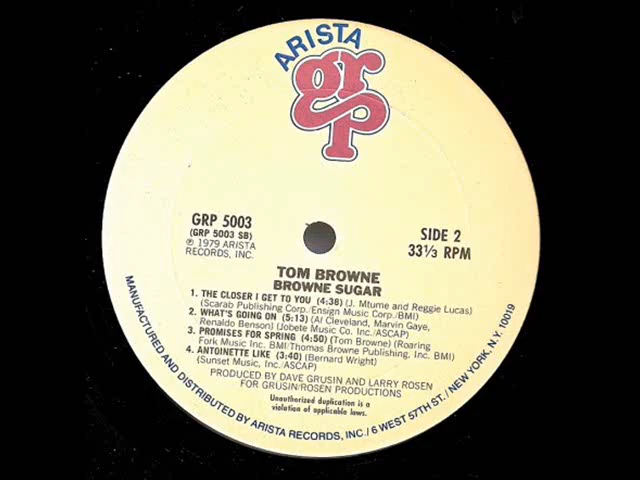 ARISTA
grp
GRP 5003
(GRP 5003 SB)
℗ 1979 ARISTA
RECORDS, INC.
SIDE 2
33⅓ RPM
TOM BROWNE
BROWNE SUGAR
1. THE CLOSER I GET TO YOU (4:38) (J. Mtume and Reggie Lucas)
(Scarab Publishing Corp./Ensign Music Corp./BMI)
2. WHAT'S GOING ON (5:13) (Al Cleveland, Marvin Gaye,
Renaldo Benson) (Jobete Music Co. Inc./ASCAP)
3. PROMISES FOR SPRING (4:50) (Tom Browne) (Roaring
Fork Music Inc. BMI/Thomas Browne Publishing, Inc. BMI)
4. ANTOINETTE LIKE (3:40) (Bernard Wright)
(Sunset Music, Inc./ASCAP)
PRODUCED BY DAVE GRUSIN AND LARRY ROSEN
FOR GRUSIN/ROSEN PRODUCTIONS
Unauthorized duplication is a
violation of applicable laws.
MANUFACTURED AND DISTRIBUTED BY ARISTA RECORDS, INC./6 WEST 57TH ST./NEW YORK, N.Y. 10019